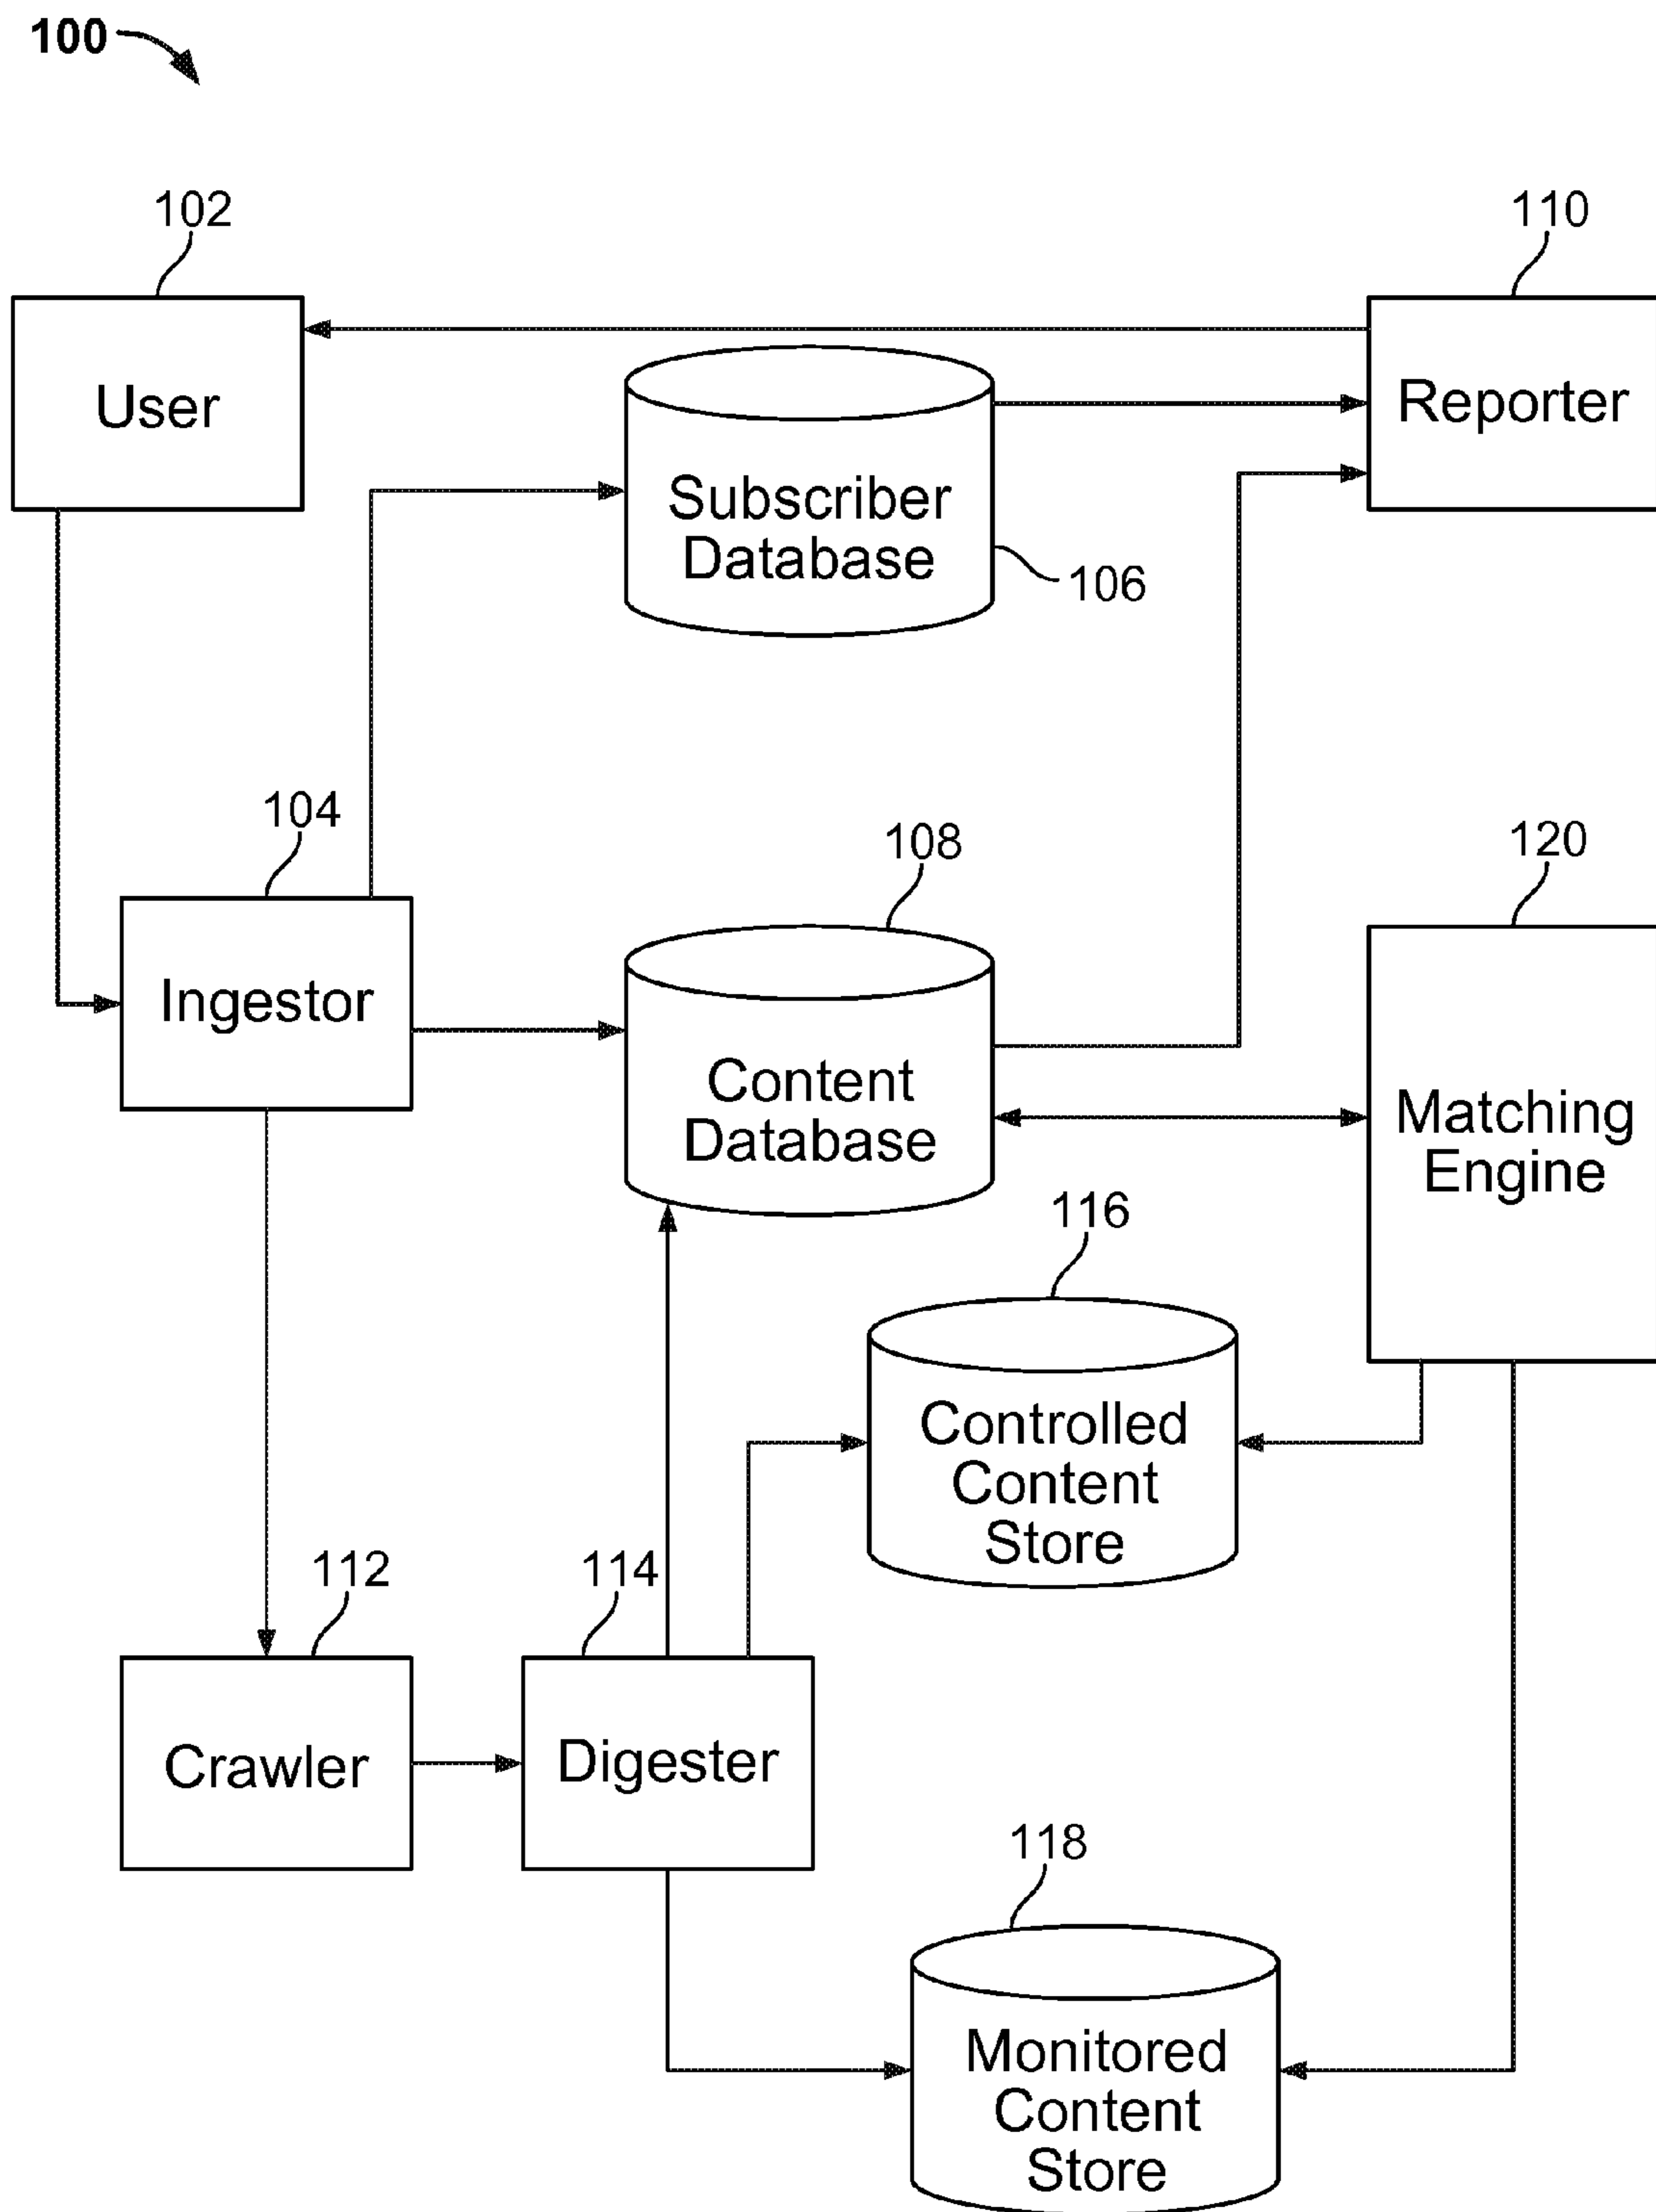 100
102
110
User
Reporter
Subscriber
Database
106
104
108
120
Ingestor
Content
Database
Matching
Engine
116
Controlled
Content
Store
112
114
Crawler
Digester
118
Monitored
Content
Store